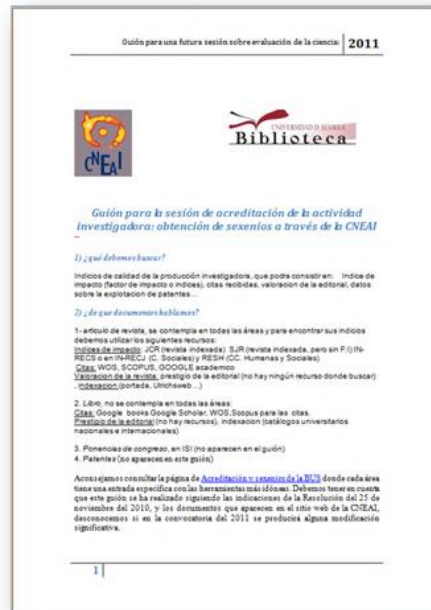 Guión para una futura sesión sobre evaluación de la ciencia: 2011
CNEAI
UNIVERSIDAD DE SEVILLA
Biblioteca
Guión para la sesión de acreditación de la actividad
investigadora: obtención de sexenios a través de la CNEAI
1) ¿qué debemos buscar?
Indicios de calidad de la producción investigadora, que podra consistir en: Indice de
impacto (factor de impacto o indices), citas recibidas, valoracion de la editorial, datos
sobre la explotacion de patentes...
2) ¿de que documentos hablamos?
1- articulo de revista, se contempla en todas las áreas y para encontrar sus indicios
debemos utilizar los siguientes recursos:
Indices de impacto: JCR (revista indexada) SJR (revista indexada, pero sin F.I) IN-
RECS o en IN-RECJ (C. Sociales) y RESH (CC. Humanas y Sociales)
Citas: WOS, SCOPUS, GOOGLE academico
Valoracion de la revista: prestigio de la editorial (no hay ningún recurso donde buscar)
, indexacion (portada, Ulrichsweb ...)
2. Libro, no se contempla en todas las áreas:
Citas: Google books Google Scholar, WOS,Scopus para las citas.
Prestigio de la editorial (no hay recursos), indexacion (catálogos universitarios
nacionales e internacionales)
3. Ponencias de congreso, en ISI (no aparecen en el guión)
4. Patentes (no aparecen en este guión)
Aconsejamos consultar la página de Acreditación y sexenios de la BUS donde cada área
tiene una entrada especifica con las herramientas más idóneas. Debemos tener en cuenta
que este guión se ha realizado siguiendo las indicaciones de la Resolución del 25 de
noviembre del 2010, y los documentos que aparecen en el sitio web de la CNEAI,
desconocemos si en la convocatoria del 2011 se producirá alguna modificación
significativa.
1